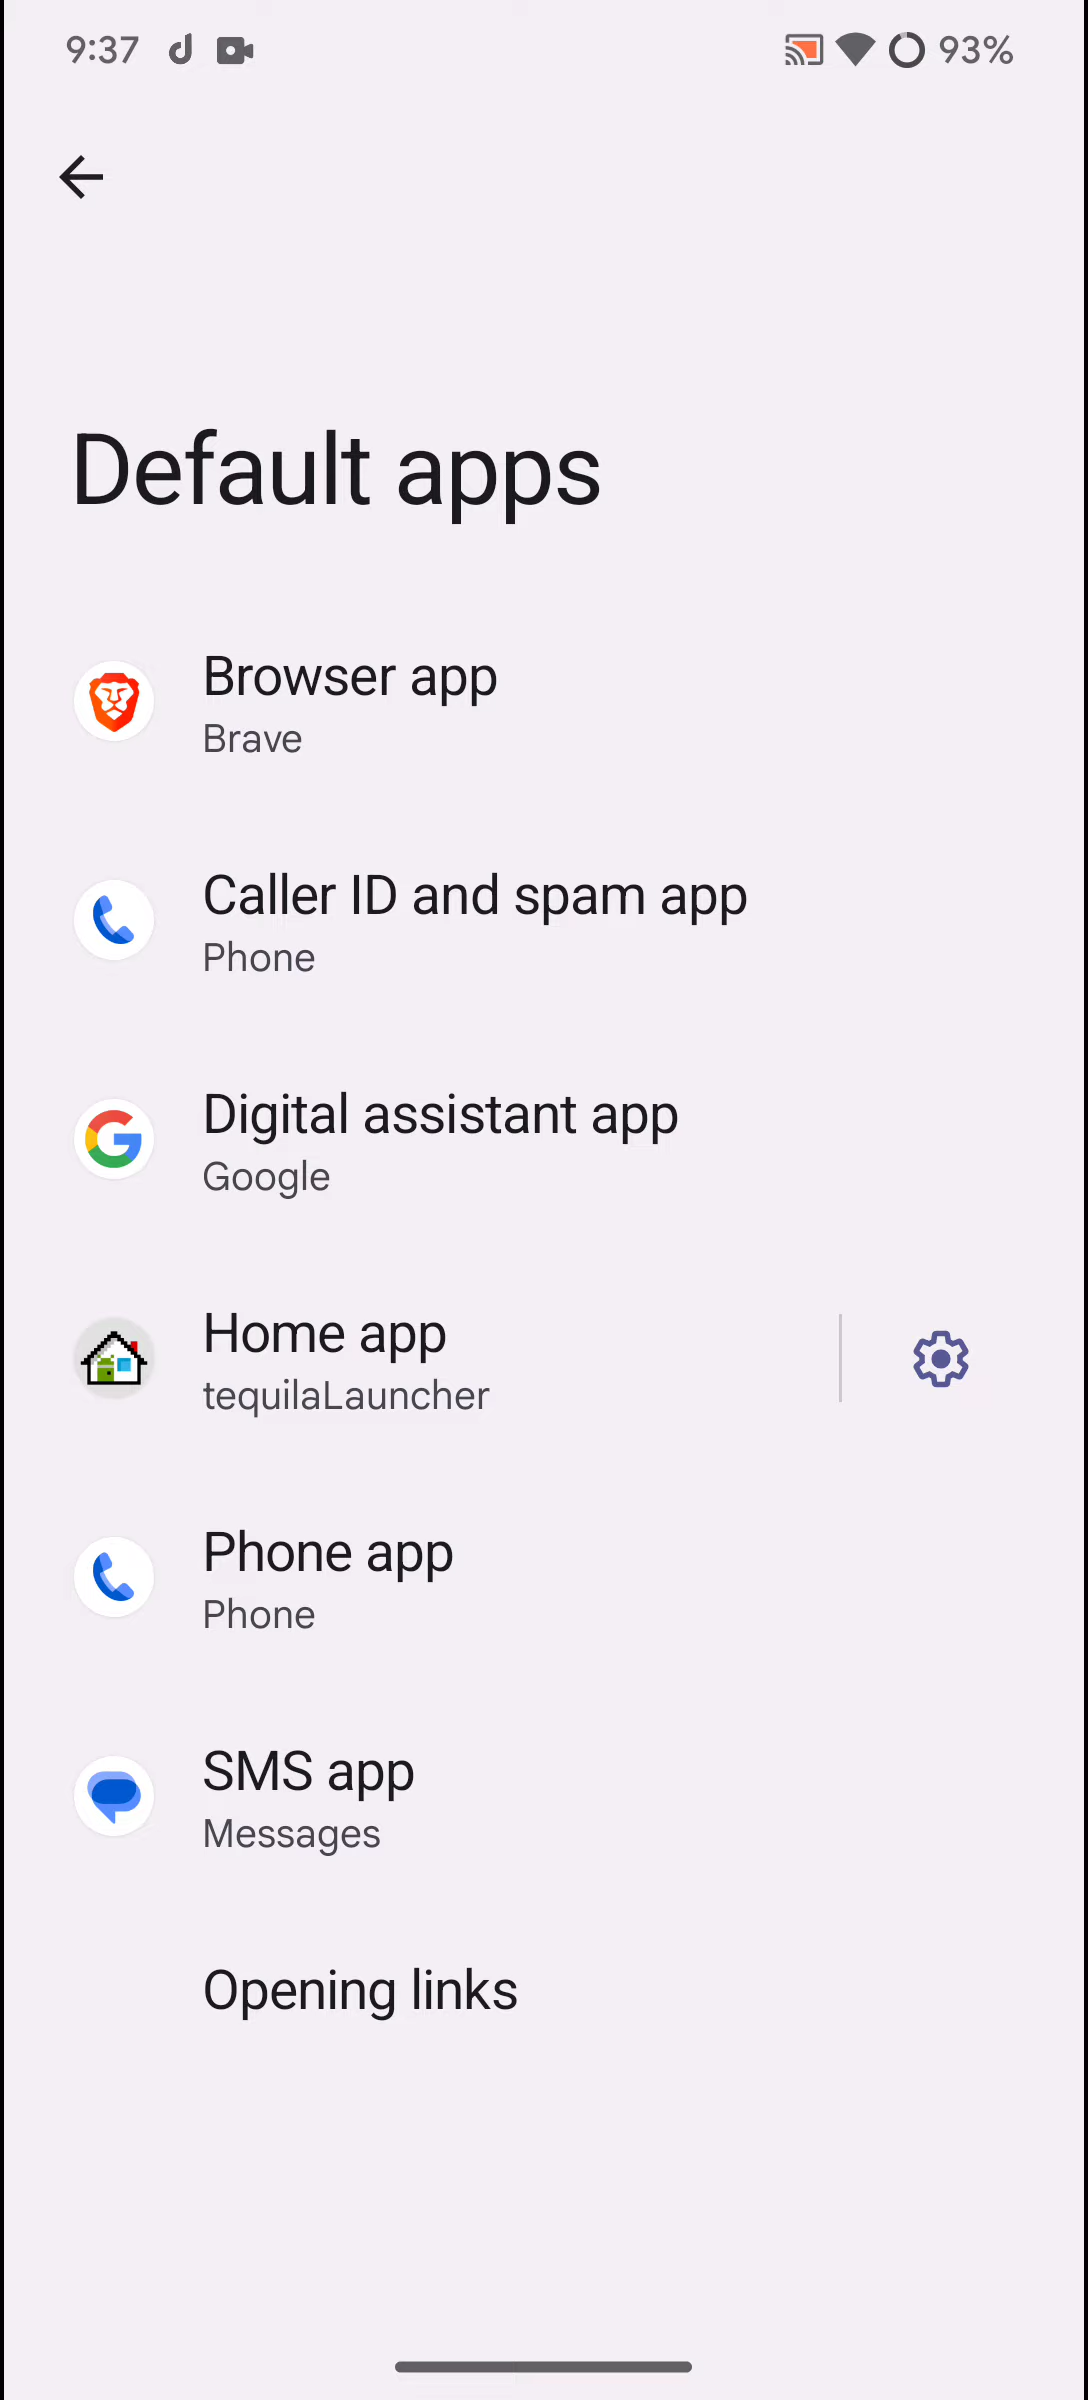 9:37
93%
Default apps
Browser app
Brave
Caller ID and spam app
Phone
Digital assistant app
Google
Home app
tequilaLauncher
Phone app
Phone
SMS app
Messages
Opening links